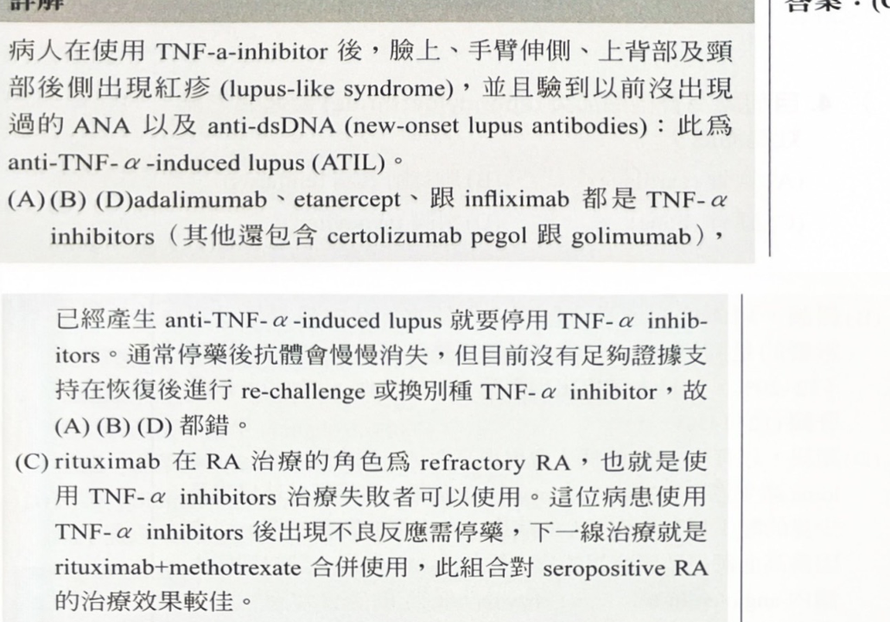 詳解
答案：(C
病人在使用 TNF-a-inhibitor 後，臉上、手臂伸側、上背部及頸
部後側出現紅疹 (lupus-like syndrome)，並且驗到以前沒出現
過的 ANA 以及 anti-dsDNA (new-onset lupus antibodies)：此為
anti-TNF-α-induced lupus (ATIL)。
(A)(B) (D)adalimumab、etanercept、跟 infliximab 都是 TNF-α
inhibitors（其他還包含 certolizumab pegol 跟 golimumab），
已經產生 anti-TNF-α-induced lupus 就要停用 TNF-α inhib-
itors。通常停藥後抗體會慢慢消失，但目前沒有足夠證據支
持在恢復後進行 re-challenge 或換別種 TNF-α inhibitor，故
(A) (B) (D) 都錯。
(C) rituximab 在 RA 治療的角色為 refractory RA，也就是使
用 TNF-α inhibitors 治療失敗者可以使用。這位病患使用
TNF-α inhibitors 後出現不良反應需停藥，下一線治療就是
rituximab+methotrexate 合併使用，此組合對 seropositive RA
的治療效果較佳。